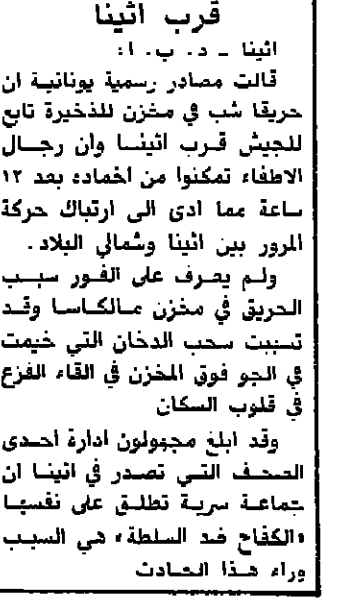 قرب اثينا
اثينا ـ د. ب. ا:
قالت مصادر رسمية يونانية ان
حريقا شب في مخزن للذخيرة تابع
للجيش قرب اثينا وان رجال
الاطفاء تمكنوا من اخماده بعد ١٢
ساعة مما ادى الى ارتباك حركة
المرور بين اثينا وشمالي البلاد.
ولم يعرف على الفور سبب
الحريق في مخزن مالكاسا وقد
تسببت سحب الدخان التي خيمت
في الجو فوق المخزن في القاء الفزع
في قلوب السكان
وقد ابلغ مجهولون ادارة احدى
الصحف التي تصدر في اثينا ان
جماعة سرية تطلق على نفسها
«الكفاح ضد السلطة» هي السبب
وراء هذا الحادث